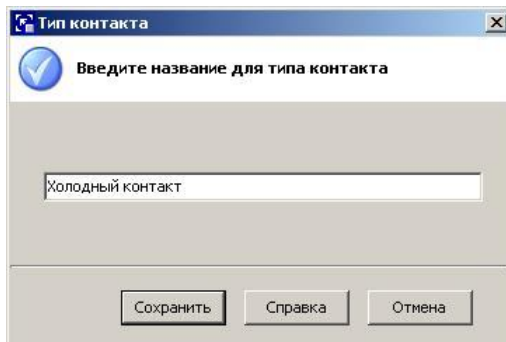 Тип контакта
Введите название для типа контакта
Холодный контакт
Сохранить Справка Отмена